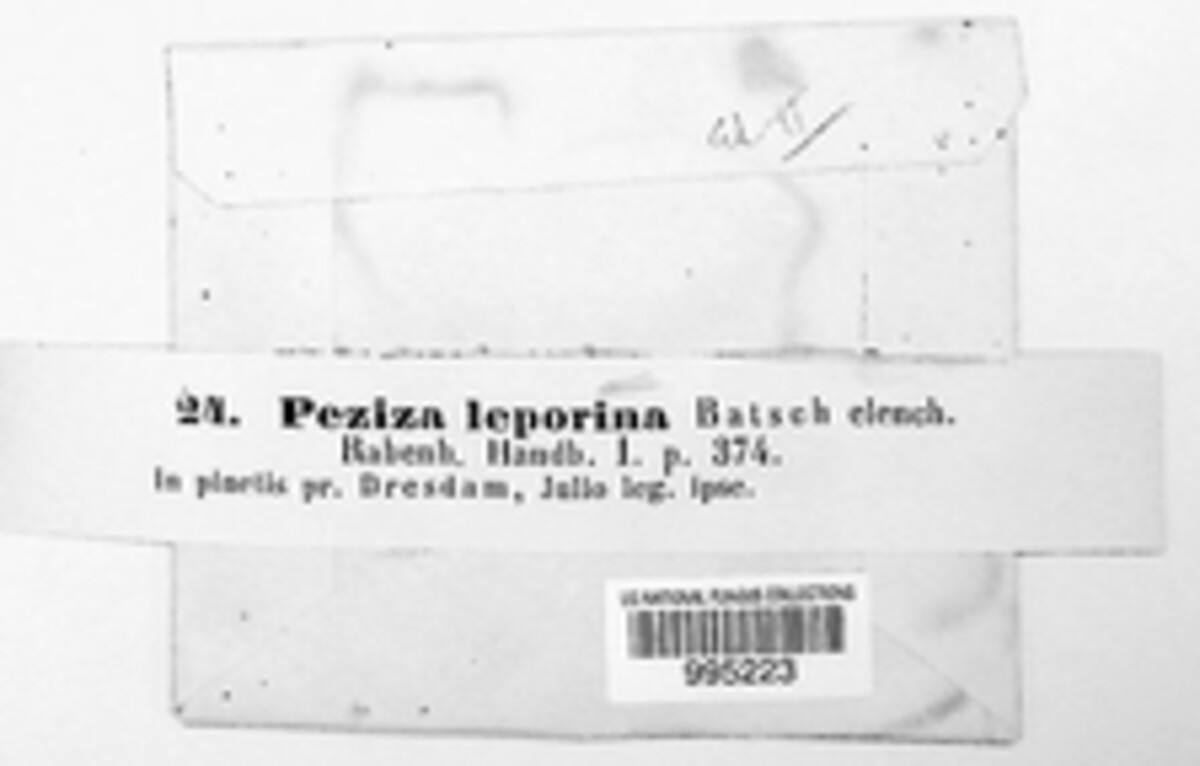 24. Peziza leporina Batsch elench.
Rabenh. Handb. I. p. 374.
In pinetis pr. Dresdam, Julio leg. ipse.
US NATIONAL FUNGUS COLLECTIONS
995223